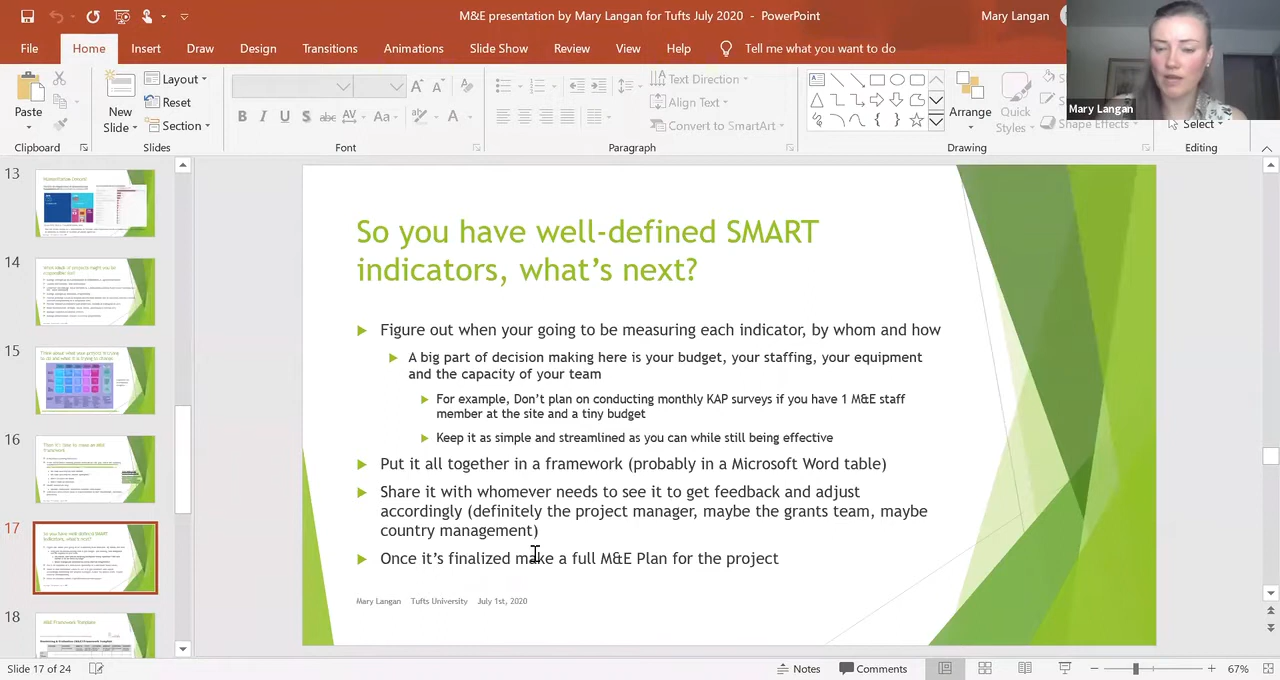 M&E presentation by Mary Langan for Tufts July 2020 - PowerPoint
Mary Langan
File Home Insert Draw Design Transitions Animations Slide Show Review View Help Tell me what you want to do
Paste
Clipboard
New
Slide
Layout
Reset
Section
Slides
B I U S abc AV Aa A
Font
Text Direction
Align Text
Convert to SmartArt
Paragraph
Arrange
Quick
Styles
Shape Effects
Drawing
Select
Editing
Mary Langan
13
14
15
16
17
18
M&E Framework Template
So you have well-defined SMART
indicators, what's next?
Figure out when your going to be measuring each indicator, by whom and how
A big part of decision making here is your budget, your staffing, your equipment
and the capacity of your team
For example, Don't plan on conducting monthly KAP surveys if you have 1 M&E staff
member at the site and a tiny budget
Keep it as simple and streamlined as you can while still being effective
Put it all together in a framework (probably in a Microsoft Word table)
Share it with whomever needs to see it to get feedback and adjust
accordingly (definitely the project manager, maybe the grants team, maybe
country management)
Once it's final, make a full M&E Plan for the project
Mary Langan Tufts University July 1st, 2020
Slide 17 of 24
Notes
Comments
67%